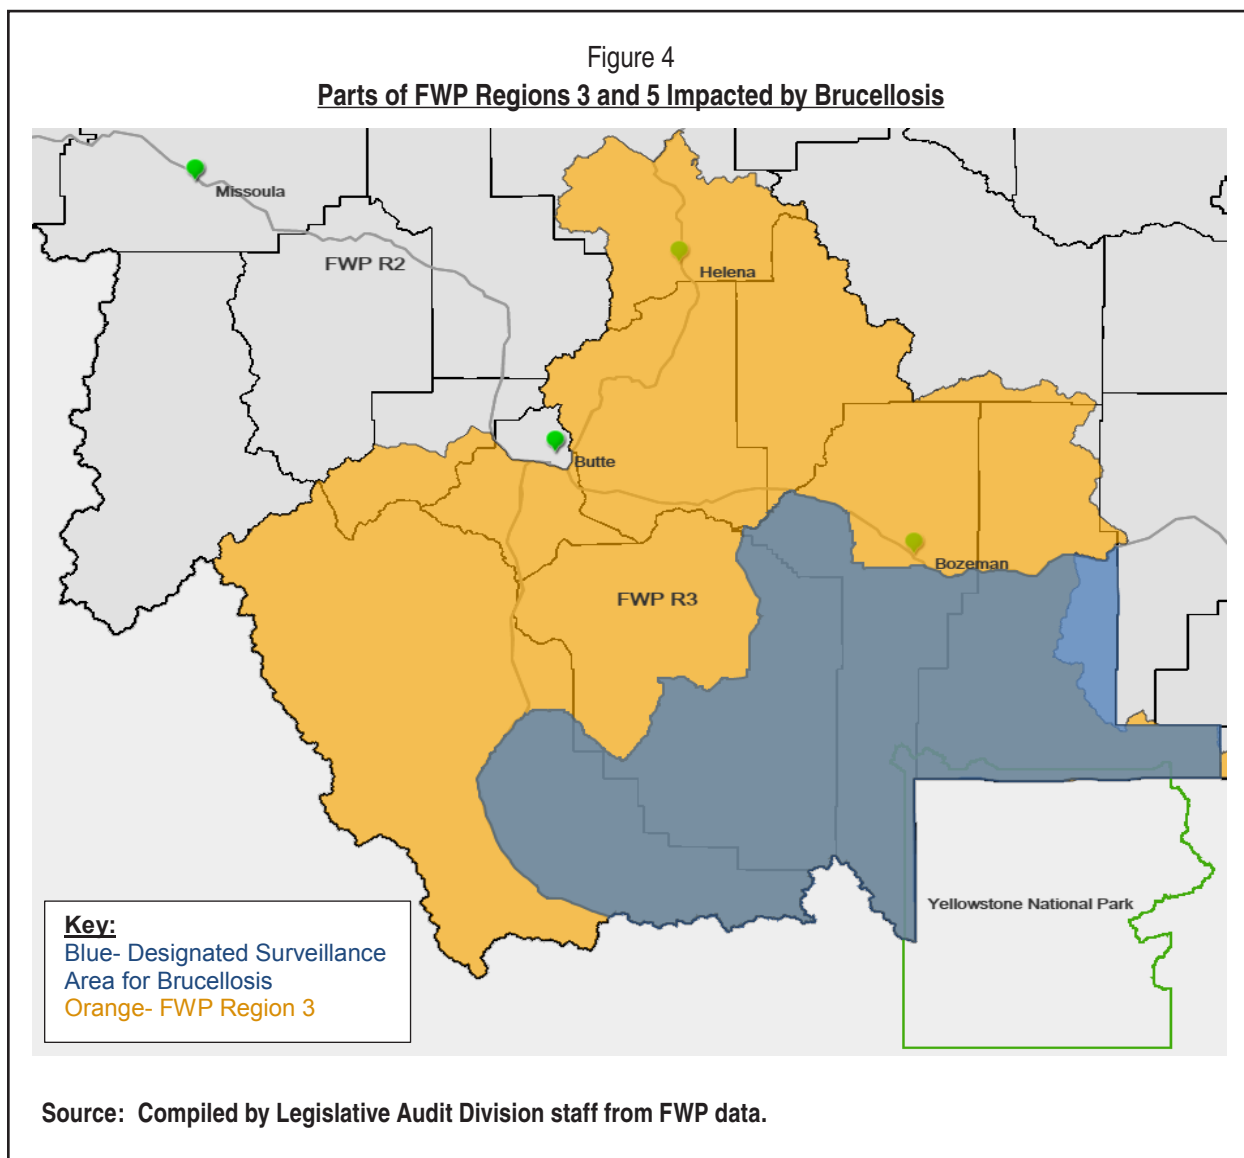 Figure 4
Parts of FWP Regions 3 and 5 Impacted by Brucellosis
Missoula
FWP R2
Helena
Butte
Bozeman
FWP R3
Yellowstone National Park
Key:
Blue- Designated Surveillance
Area for Brucellosis
Orange- FWP Region 3
Source: Compiled by Legislative Audit Division staff from FWP data.